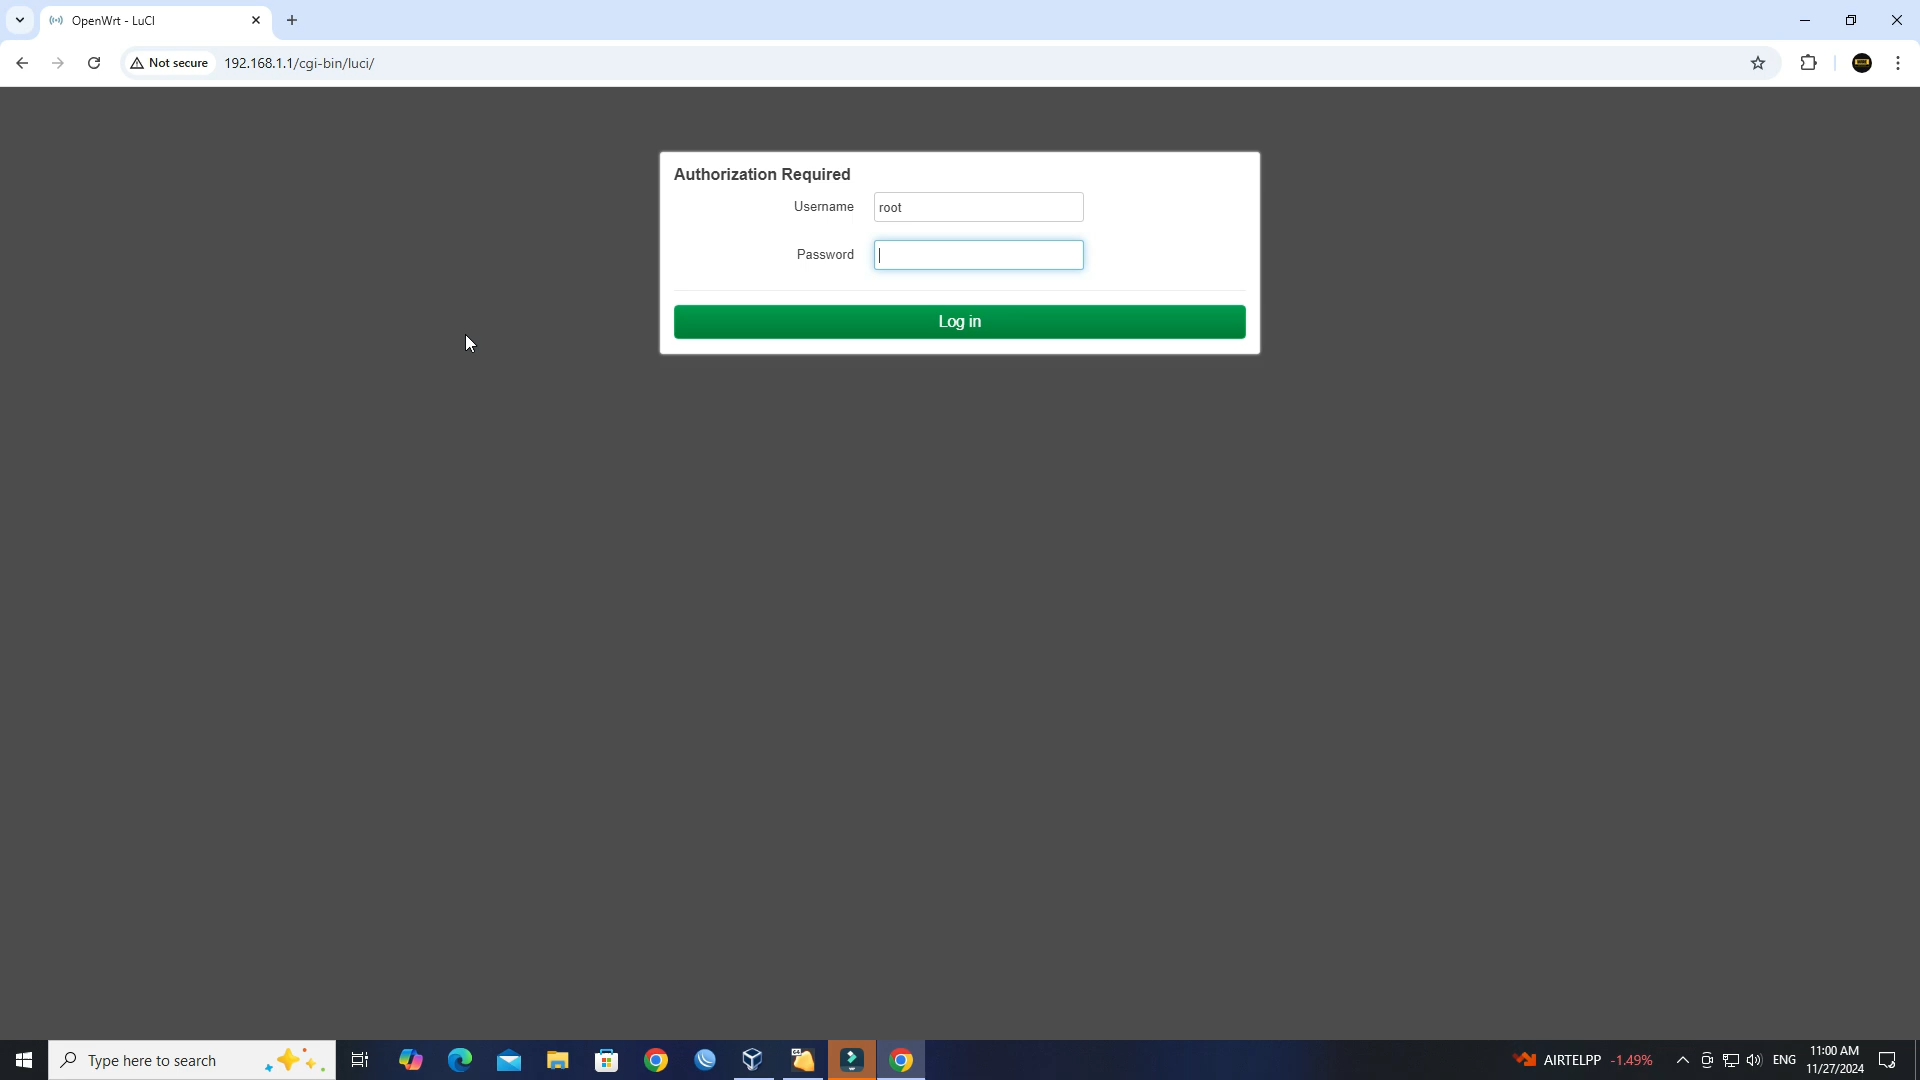 OpenWrt - LuCI
Not secure
192.168.1.1/cgi-bin/luci/
Authorization Required
Username
root
Password
Log in
Type here to search
64
AIRTELPP -1.49%
ENG
11:00 AM
11/27/2024